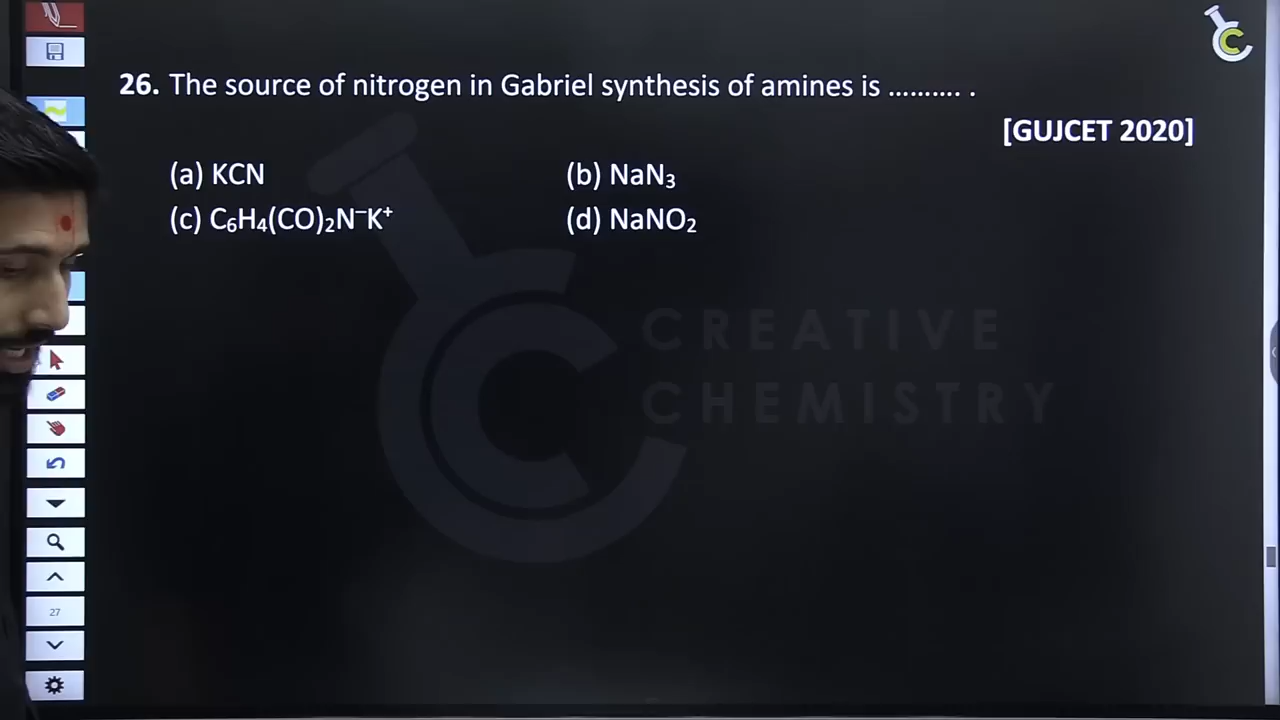 26. The source of nitrogen in Gabriel synthesis of amines is .......... .
[GUJCET 2020]
(a) KCN (b) NaN₃
(c) C₆H₄(CO)₂N⁻K⁺ (d) NaNO₂
CREATIVE
CHEMISTRY
27